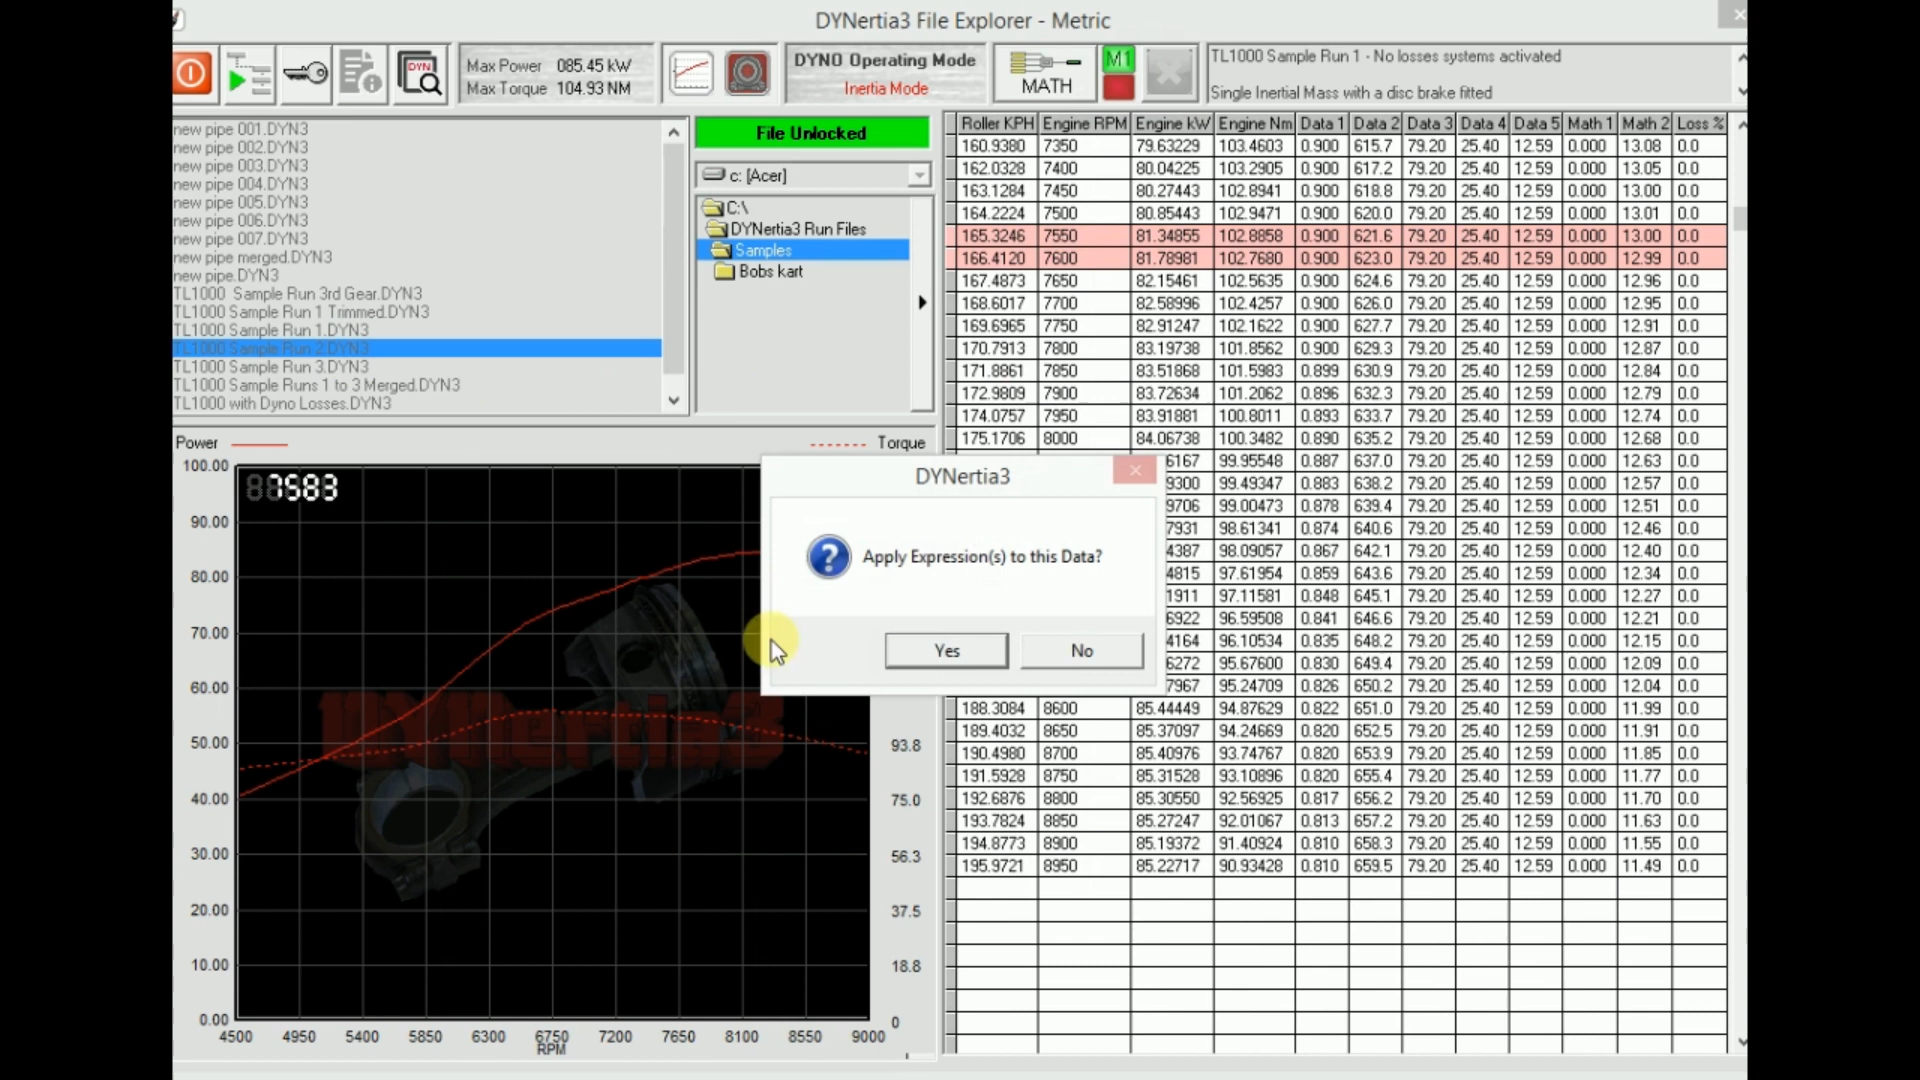 DYNertia3 File Explorer - Metric
Max Power 085.45 kW
Max Torque 104.93 NM
DYNO Operating Mode
Inertia Mode
DYN
MATH
M1
TL1000 Sample Run 1 - No losses systems activated
Single Inertial Mass with a disc brake fitted
new pipe 001.DYN3
new pipe 002.DYN3
new pipe 003.DYN3
new pipe 004.DYN3
new pipe 005.DYN3
new pipe 006.DYN3
new pipe 007.DYN3
new pipe merged.DYN3
new pipe.DYN3
TL1000 Sample Run 3rd Gear.DYN3
TL1000 Sample Run 1 Trimmed.DYN3
TL1000 Sample Run 1.DYN3
TL1000 Sample Run 2.DYN3
TL1000 Sample Run 3.DYN3
TL1000 Sample Runs 1 to 3 Merged.DYN3
TL1000 with Dyno Losses.DYN3
File Unlocked
c: [Acer]
C:\
DYNertia3 Run Files
Samples
Bobs kart
Roller KPH Engine RPM Engine kW Engine Nm Data 1 Data 2 Data 3 Data 4 Data 5 Math 1 Math 2 Loss %
160.9380 7350 79.63229 103.4603 0.900 615.7 79.20 25.40 12.59 0.000 13.08 0.0
162.0328 7400 80.04225 103.2905 0.900 617.2 79.20 25.40 12.59 0.000 13.05 0.0
163.1284 7450 80.27443 102.8941 0.900 618.8 79.20 25.40 12.59 0.000 13.00 0.0
164.2224 7500 80.85443 102.9471 0.900 620.0 79.20 25.40 12.59 0.000 13.01 0.0
165.3246 7550 81.34855 102.8858 0.900 621.6 79.20 25.40 12.59 0.000 13.00 0.0
166.4120 7600 81.78981 102.7680 0.900 623.0 79.20 25.40 12.59 0.000 12.99 0.0
167.4873 7650 82.15461 102.5635 0.900 624.6 79.20 25.40 12.59 0.000 12.96 0.0
168.6017 7700 82.58996 102.4257 0.900 626.0 79.20 25.40 12.59 0.000 12.95 0.0
169.6965 7750 82.91247 102.1622 0.900 627.7 79.20 25.40 12.59 0.000 12.91 0.0
170.7913 7800 83.19738 101.8562 0.900 629.3 79.20 25.40 12.59 0.000 12.87 0.0
171.8861 7850 83.51868 101.5983 0.899 630.9 79.20 25.40 12.59 0.000 12.84 0.0
172.9809 7900 83.72634 101.2062 0.896 632.3 79.20 25.40 12.59 0.000 12.79 0.0
174.0757 7950 83.91881 100.8011 0.893 633.7 79.20 25.40 12.59 0.000 12.74 0.0
175.1706 8000 84.06738 100.3482 0.890 635.2 79.20 25.40 12.59 0.000 12.68 0.0
6167 99.95548 0.887 637.0 79.20 25.40 12.59 0.000 12.63 0.0
9300 99.49347 0.883 638.2 79.20 25.40 12.59 0.000 12.57 0.0
9706 99.00473 0.878 639.4 79.20 25.40 12.59 0.000 12.51 0.0
7931 98.61341 0.874 640.6 79.20 25.40 12.59 0.000 12.46 0.0
4387 98.09057 0.867 642.1 79.20 25.40 12.59 0.000 12.40 0.0
4815 97.61954 0.859 643.6 79.20 25.40 12.59 0.000 12.34 0.0
1911 97.11581 0.848 645.1 79.20 25.40 12.59 0.000 12.27 0.0
6922 96.59508 0.841 646.6 79.20 25.40 12.59 0.000 12.21 0.0
4164 96.10534 0.835 648.2 79.20 25.40 12.59 0.000 12.15 0.0
6272 95.67600 0.830 649.4 79.20 25.40 12.59 0.000 12.09 0.0
7967 95.24709 0.826 650.2 79.20 25.40 12.59 0.000 12.04 0.0
188.3084 8600 85.44449 94.87629 0.822 651.0 79.20 25.40 12.59 0.000 11.99 0.0
189.4032 8650 85.37097 94.24669 0.820 652.5 79.20 25.40 12.59 0.000 11.91 0.0
190.4980 8700 85.40976 93.74767 0.820 653.9 79.20 25.40 12.59 0.000 11.85 0.0
191.5928 8750 85.31528 93.10896 0.820 655.4 79.20 25.40 12.59 0.000 11.77 0.0
192.6876 8800 85.30550 92.56925 0.817 656.2 79.20 25.40 12.59 0.000 11.70 0.0
193.7824 8850 85.27247 92.01067 0.813 657.2 79.20 25.40 12.59 0.000 11.63 0.0
194.8773 8900 85.19372 91.40924 0.810 658.3 79.20 25.40 12.59 0.000 11.55 0.0
195.9721 8950 85.22717 90.93428 0.810 659.5 79.20 25.40 12.59 0.000 11.49 0.0
DYNertia3
Apply Expression(s) to this Data?
Yes No
Power Torque
7583
DYNertia3
100.00
90.00
80.00
70.00
60.00
50.00
40.00
30.00
20.00
10.00
0.00
93.8
75.0
56.3
37.5
18.8
0
4500 4950 5400 5850 6300 6750 7200 7650 8100 8550 9000
RPM